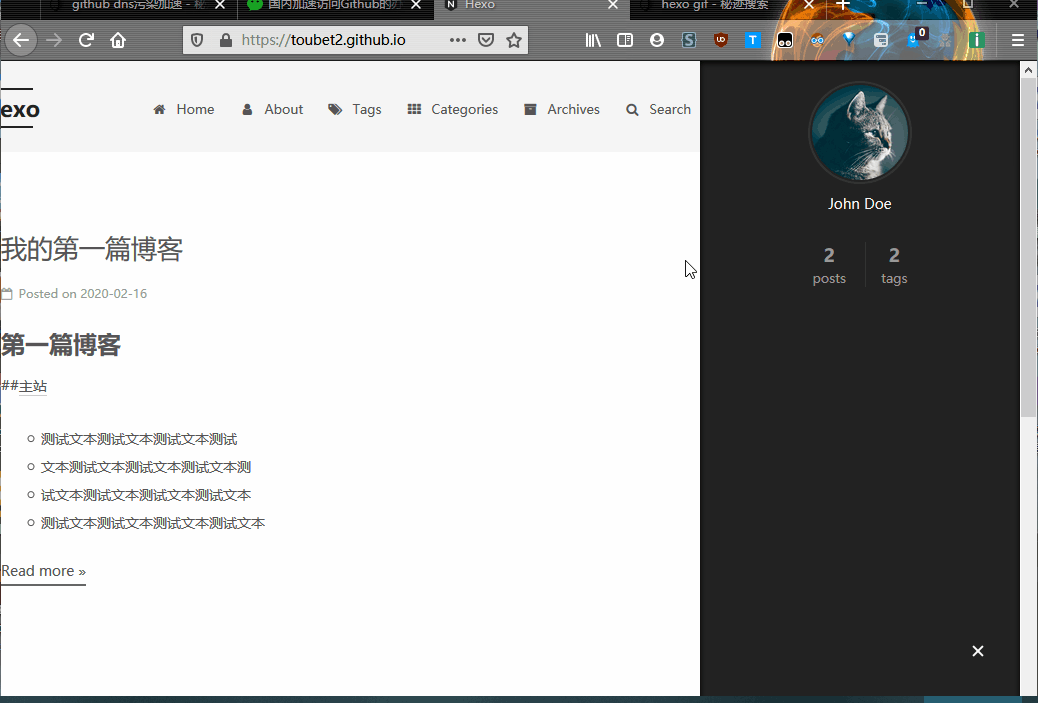 github dns污染加速 - 秘
国内加速访问Github的办
Hexo
hexo gif - 秘迹搜索
https://toubet2.github.io
0
exo
Home
About
Tags
Categories
Archives
Search
我的第一篇博客
Posted on 2020-02-16
第一篇博客
##主站
测试文本测试文本测试文本测试
文本测试文本测试文本测试文本测
试文本测试文本测试文本测试文本
测试文本测试文本测试文本测试文本
Read more »
John Doe
2
posts
2
tags